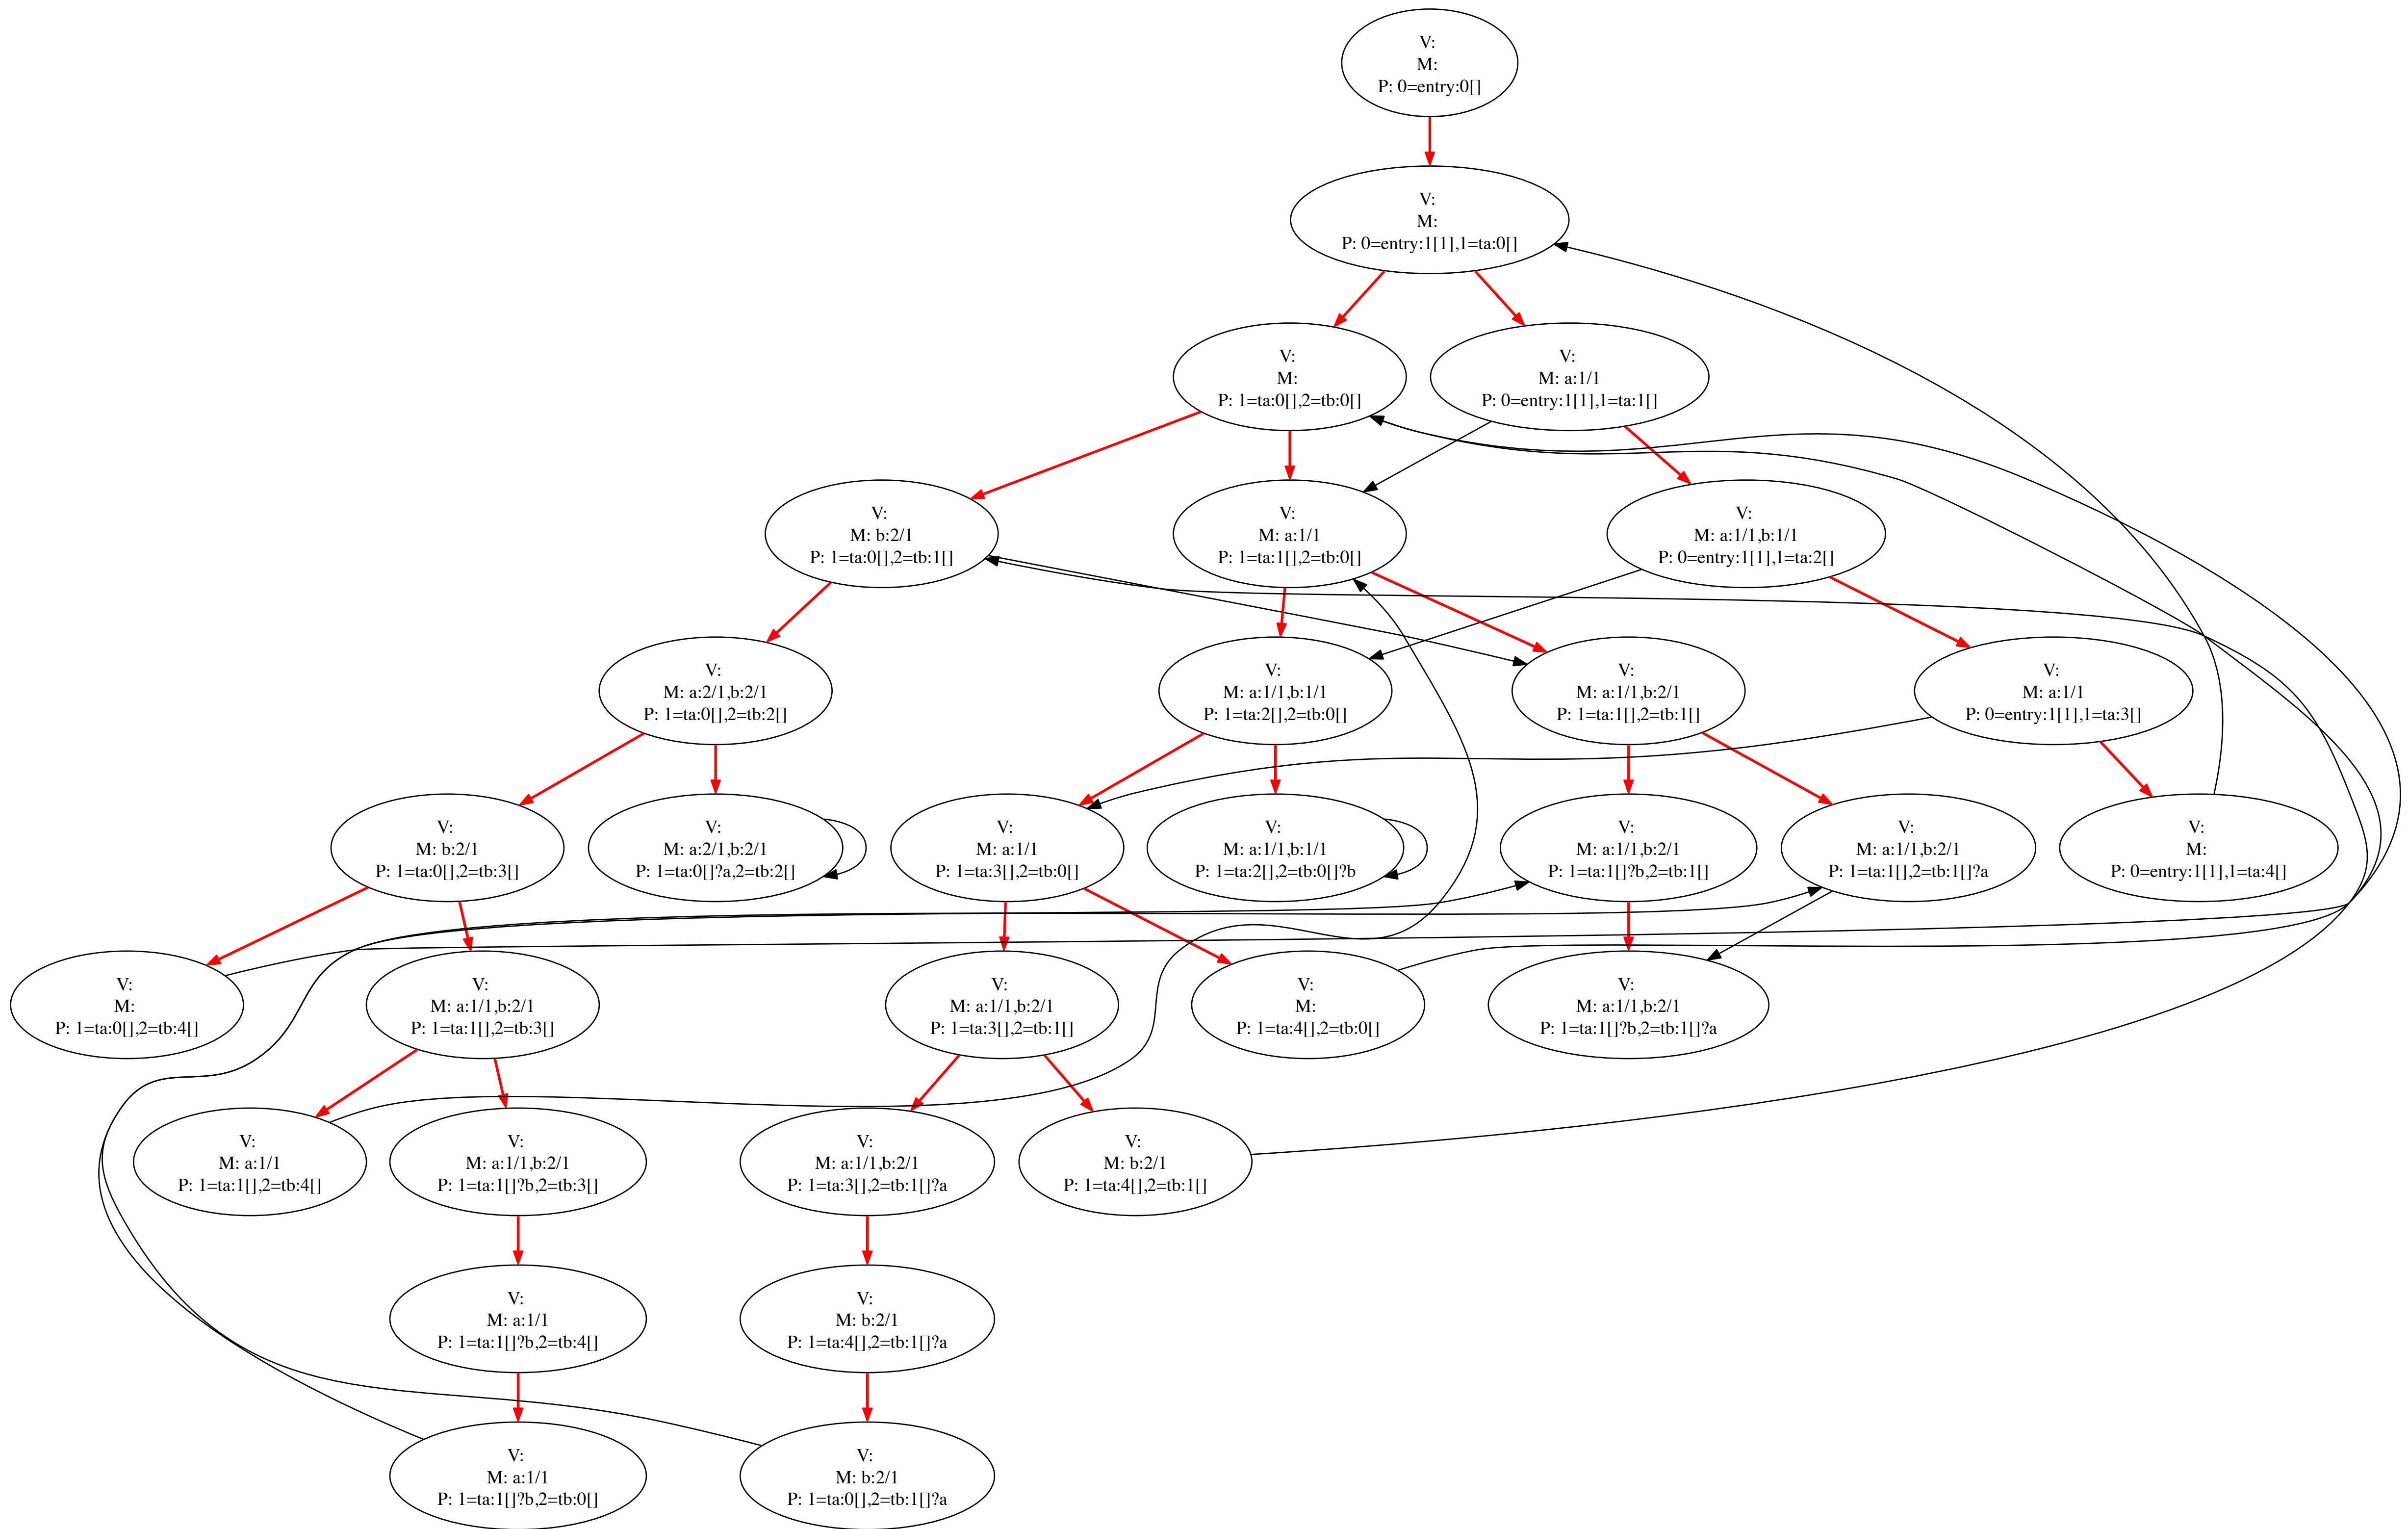 V:
M:
P: 0=entry:0[]
V:
M:
P: 0=entry:1[1],1=ta:0[]
V:
M:
P: 1=ta:0[],2=tb:0[]
V:
M: a:1/1
P: 0=entry:1[1],1=ta:1[]
V:
M: b:2/1
P: 1=ta:0[],2=tb:1[]
V:
M: a:1/1
P: 1=ta:1[],2=tb:0[]
V:
M: a:1/1,b:1/1
P: 0=entry:1[1],1=ta:2[]
V:
M: a:2/1,b:2/1
P: 1=ta:0[],2=tb:2[]
V:
M: a:1/1,b:1/1
P: 1=ta:2[],2=tb:0[]
V:
M: a:1/1,b:2/1
P: 1=ta:1[],2=tb:1[]
V:
M: a:1/1
P: 0=entry:1[1],1=ta:3[]
V:
M: b:2/1
P: 1=ta:0[],2=tb:3[]
V:
M: a:2/1,b:2/1
P: 1=ta:0[]?a,2=tb:2[]
V:
M: a:1/1
P: 1=ta:3[],2=tb:0[]
V:
M: a:1/1,b:1/1
P: 1=ta:2[],2=tb:0[]?b
V:
M: a:1/1,b:2/1
P: 1=ta:1[]?b,2=tb:1[]
V:
M: a:1/1,b:2/1
P: 1=ta:1[],2=tb:1[]?a
V:
M:
P: 0=entry:1[1],1=ta:4[]
V:
M:
P: 1=ta:0[],2=tb:4[]
V:
M: a:1/1,b:2/1
P: 1=ta:1[],2=tb:3[]
V:
M: a:1/1,b:2/1
P: 1=ta:3[],2=tb:1[]
V:
M:
P: 1=ta:4[],2=tb:0[]
V:
M: a:1/1,b:2/1
P: 1=ta:1[]?b,2=tb:1[]?a
V:
M: a:1/1
P: 1=ta:1[],2=tb:4[]
V:
M: a:1/1,b:2/1
P: 1=ta:1[]?b,2=tb:3[]
V:
M: a:1/1,b:2/1
P: 1=ta:3[],2=tb:1[]?a
V:
M: b:2/1
P: 1=ta:4[],2=tb:1[]
V:
M: a:1/1
P: 1=ta:1[]?b,2=tb:4[]
V:
M: b:2/1
P: 1=ta:4[],2=tb:1[]?a
V:
M: a:1/1
P: 1=ta:1[]?b,2=tb:0[]
V:
M: b:2/1
P: 1=ta:0[],2=tb:1[]?a